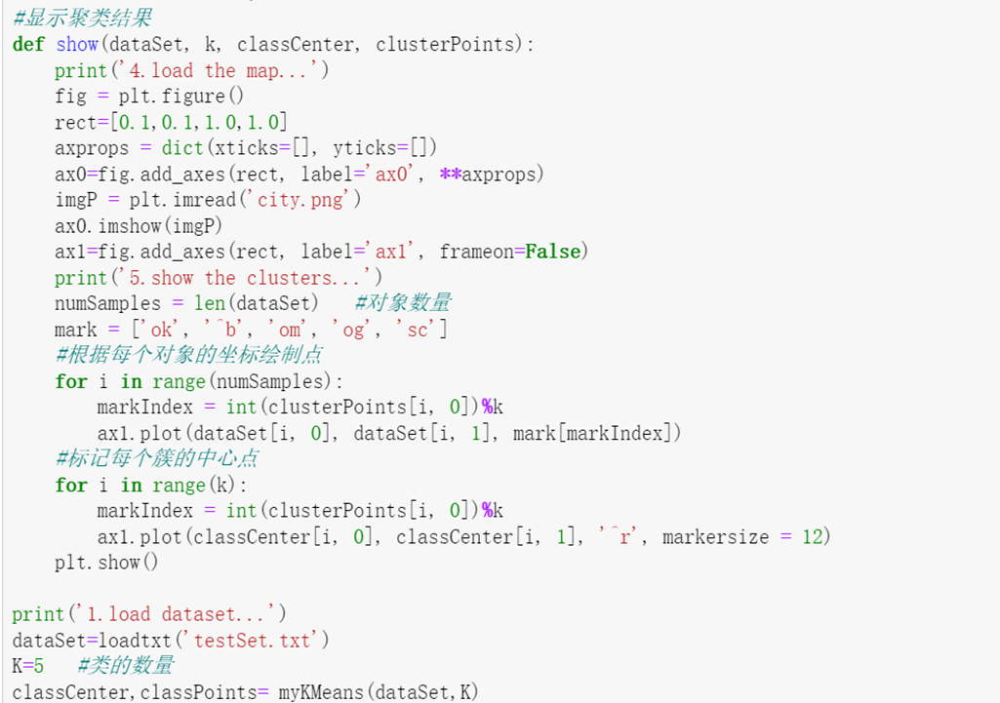 #显示聚类结果
def show(dataSet, k, classCenter, clusterPoints):
    print('4.load the map...')
    fig = plt.figure()
    rect=[0.1,0.1,1.0,1.0]
    axprops = dict(xticks=[], yticks=[])
    ax0=fig.add_axes(rect, label='ax0', **axprops)
    imgP = plt.imread('city.png')
    ax0.imshow(imgP)
    ax1=fig.add_axes(rect, label='ax1', frameon=False)
    print('5.show the clusters...')
    numSamples = len(dataSet)   #对象数量
    mark = ['ok', '^b', 'om', 'og', 'sc']
    #根据每个对象的坐标绘制点
    for i in range(numSamples):
        markIndex = int(clusterPoints[i, 0])%k
        ax1.plot(dataSet[i, 0], dataSet[i, 1], mark[markIndex])
    #标记每个簇的中心点
    for i in range(k):
        markIndex = int(clusterPoints[i, 0])%k
        ax1.plot(classCenter[i, 0], classCenter[i, 1], '^r', markersize = 12)
    plt.show()

print('1.load dataset...')
dataSet=loadtxt('testSet.txt')
K=5   #类的数量
classCenter,classPoints= myKMeans(dataSet,K)